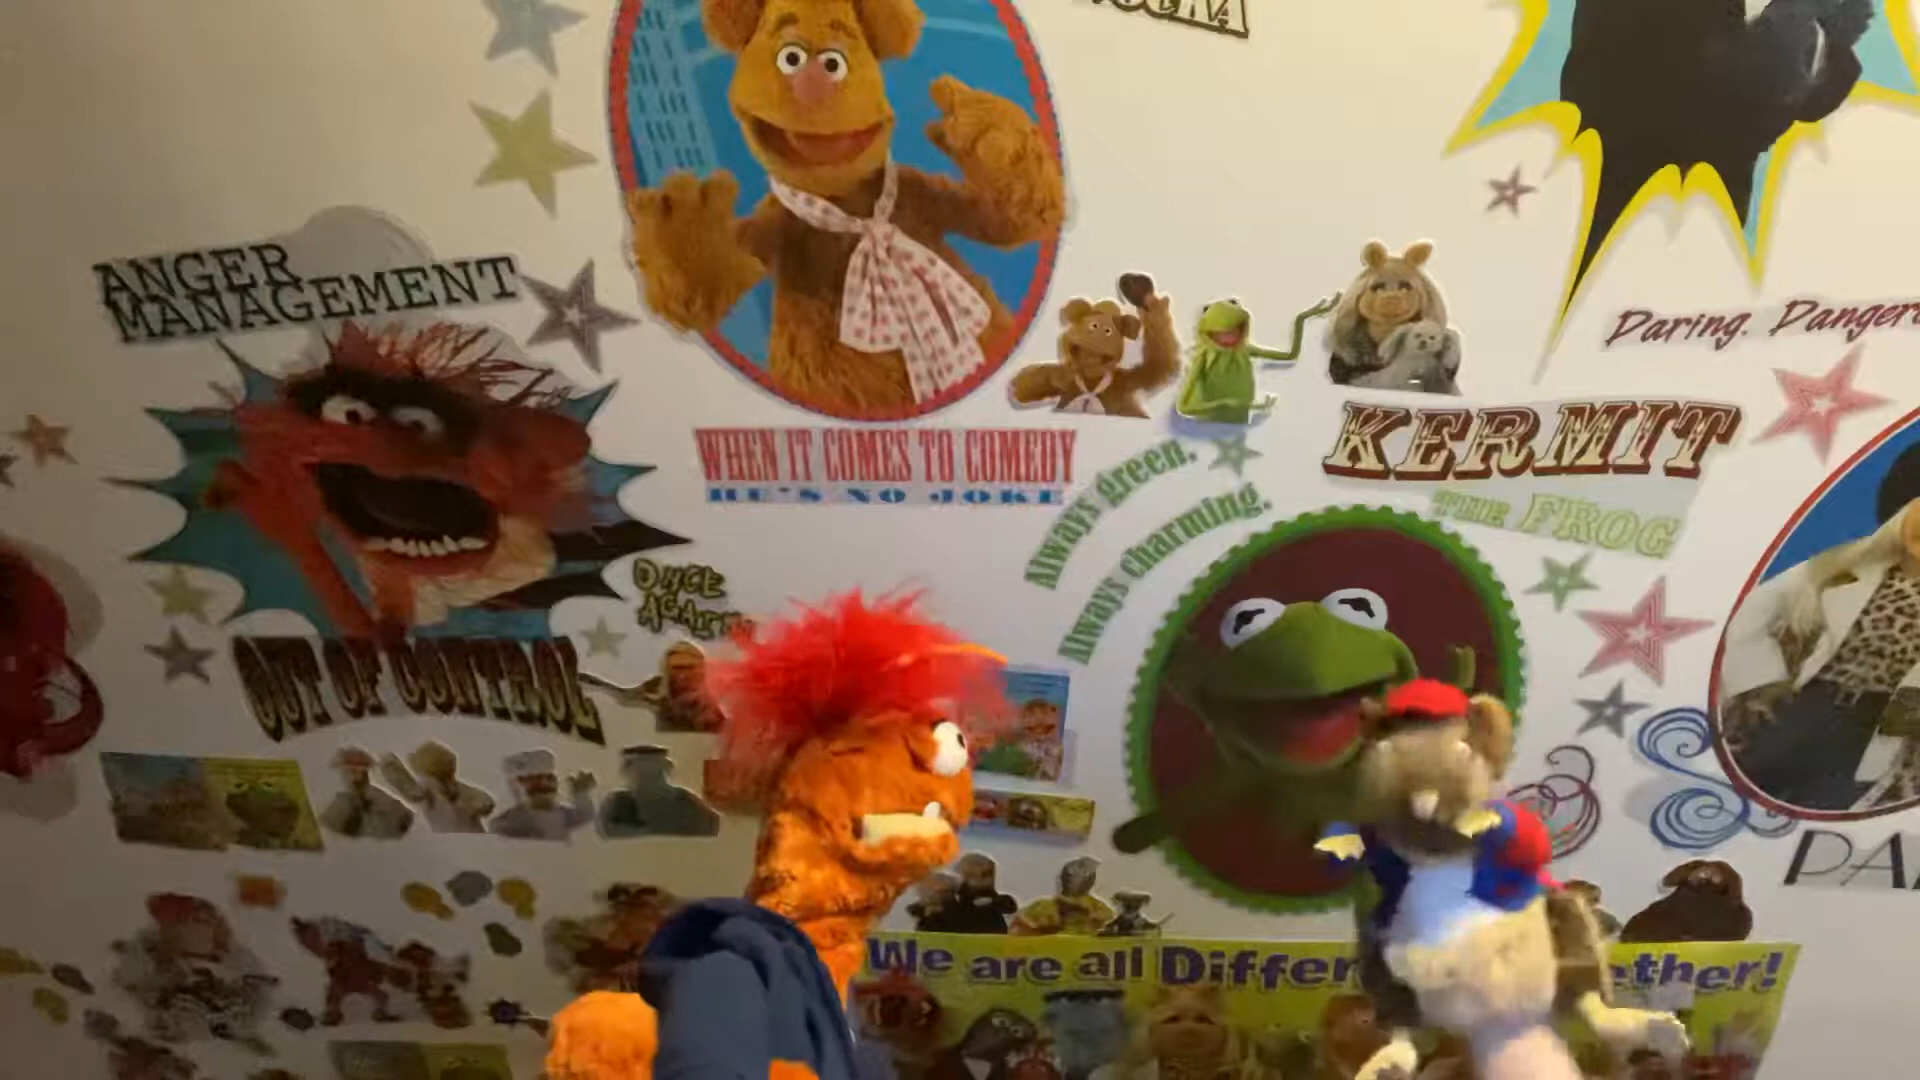 ANGER
MANAGEMENT
WHEN IT COMES TO COMEDY
HE'S NO JOKE
Daring. Danger
KERMIT
THE FROG
Always green.
Always charming.
ONCE
AGAIN
OUT OF CONTROL
PA
We are all Differ ether!